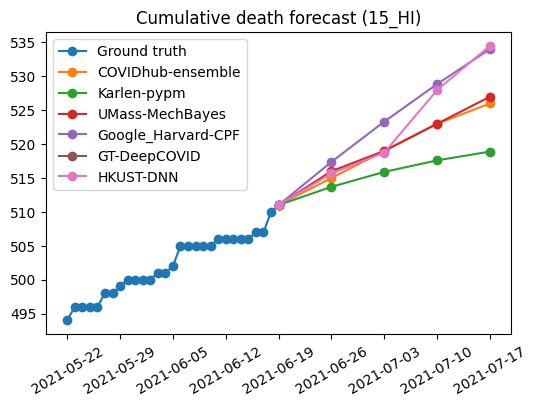 Cumulative death forecast (15_HI)
535
530
525
520
515
510
505
500
495
Ground truth
COVIDhub-ensemble
Karlen-pypm
UMass-MechBayes
Google_Harvard-CPF
GT-DeepCOVID
HKUST-DNN
2021-05-22
2021-05-29
2021-06-05
2021-06-12
2021-06-19
2021-06-26
2021-07-03
2021-07-10
2021-07-17